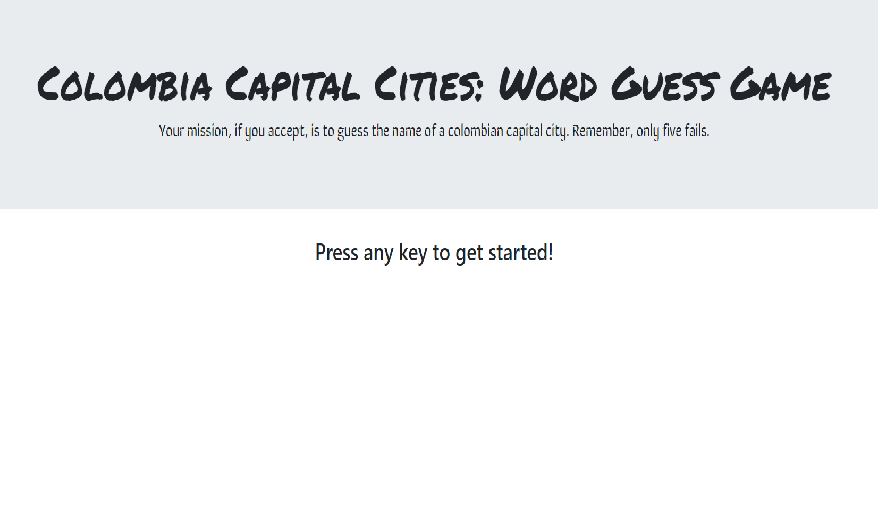 Colombia Capital Cities: Word Guess Game
Your mission, if you accept, is to guess the name of a colombian capital city. Remember, only five fails.
Press any key to get started!